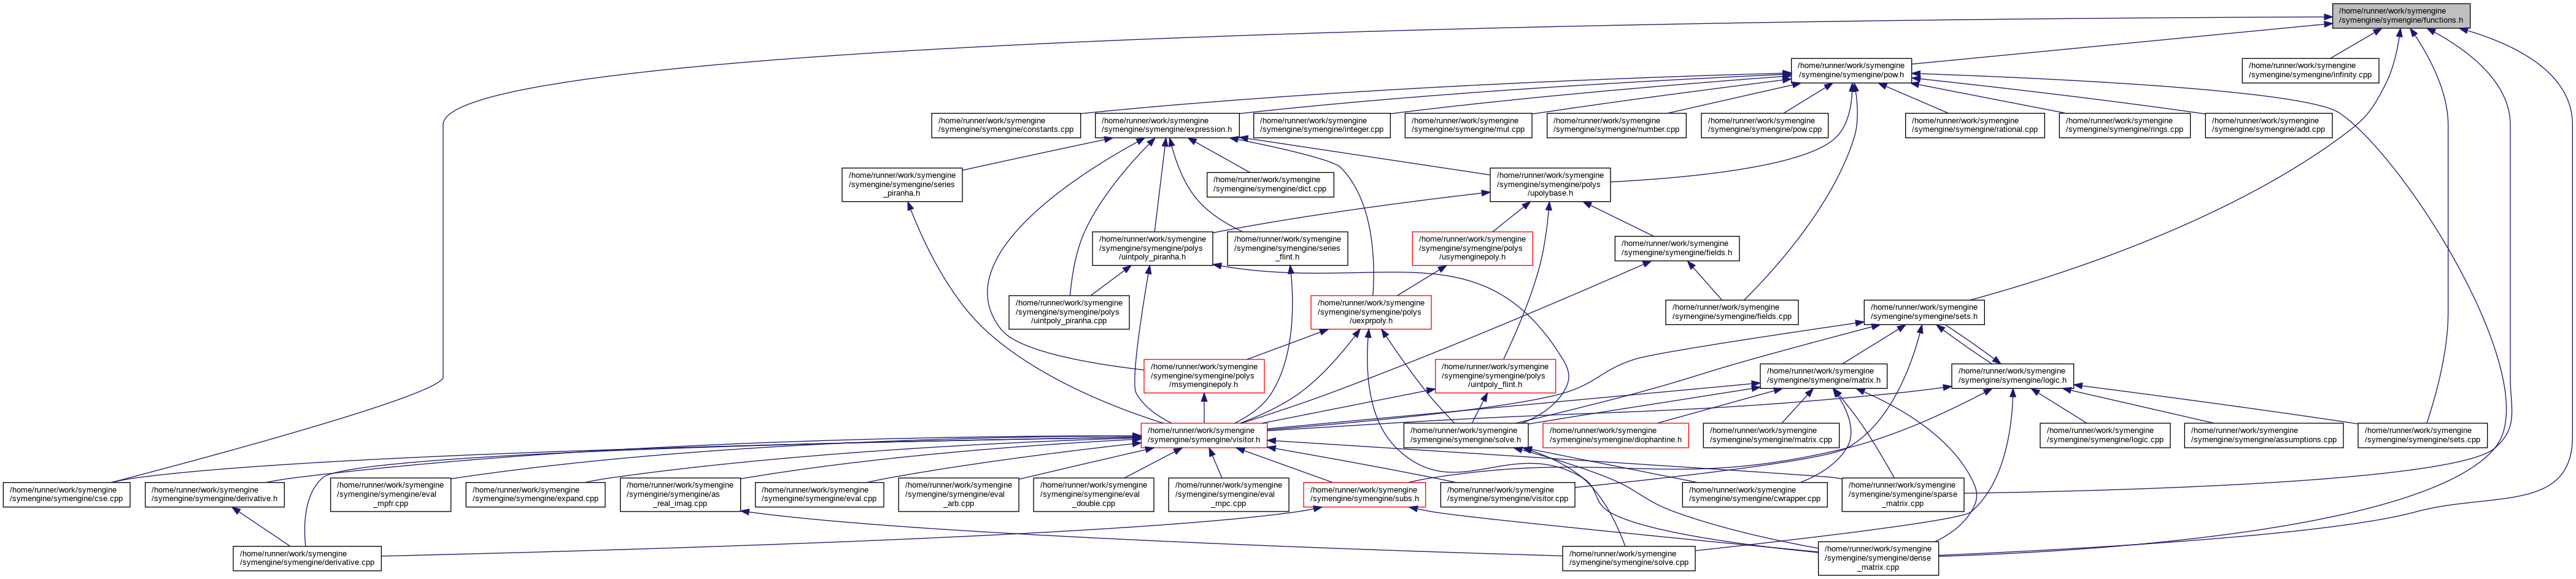 /home/runner/work/symengine
/symengine/symengine/functions.h
/home/runner/work/symengine
/symengine/symengine/pow.h
/home/runner/work/symengine
/symengine/symengine/infinity.cpp
/home/runner/work/symengine
/symengine/symengine/constants.cpp
/home/runner/work/symengine
/symengine/symengine/expression.h
/home/runner/work/symengine
/symengine/symengine/integer.cpp
/home/runner/work/symengine
/symengine/symengine/mul.cpp
/home/runner/work/symengine
/symengine/symengine/number.cpp
/home/runner/work/symengine
/symengine/symengine/pow.cpp
/home/runner/work/symengine
/symengine/symengine/rational.cpp
/home/runner/work/symengine
/symengine/symengine/rings.cpp
/home/runner/work/symengine
/symengine/symengine/add.cpp
/home/runner/work/symengine
/symengine/symengine/series
_piranha.h
/home/runner/work/symengine
/symengine/symengine/dict.cpp
/home/runner/work/symengine
/symengine/symengine/polys
/upolybase.h
/home/runner/work/symengine
/symengine/symengine/polys
/uintpoly_piranha.h
/home/runner/work/symengine
/symengine/symengine/series
_flint.h
/home/runner/work/symengine
/symengine/symengine/polys
/usymenginepoly.h
/home/runner/work/symengine
/symengine/symengine/fields.h
/home/runner/work/symengine
/symengine/symengine/polys
/uintpoly_piranha.cpp
/home/runner/work/symengine
/symengine/symengine/polys
/uexprpoly.h
/home/runner/work/symengine
/symengine/symengine/fields.cpp
/home/runner/work/symengine
/symengine/symengine/sets.h
/home/runner/work/symengine
/symengine/symengine/polys
/msymenginepoly.h
/home/runner/work/symengine
/symengine/symengine/polys
/uintpoly_flint.h
/home/runner/work/symengine
/symengine/symengine/matrix.h
/home/runner/work/symengine
/symengine/symengine/logic.h
/home/runner/work/symengine
/symengine/symengine/visitor.h
/home/runner/work/symengine
/symengine/symengine/solve.h
/home/runner/work/symengine
/symengine/symengine/diophantine.h
/home/runner/work/symengine
/symengine/symengine/matrix.cpp
/home/runner/work/symengine
/symengine/symengine/logic.cpp
/home/runner/work/symengine
/symengine/symengine/assumptions.cpp
/home/runner/work/symengine
/symengine/symengine/sets.cpp
/home/runner/work/symengine
/symengine/symengine/cse.cpp
/home/runner/work/symengine
/symengine/symengine/derivative.h
/home/runner/work/symengine
/symengine/symengine/eval
_mpfr.cpp
/home/runner/work/symengine
/symengine/symengine/expand.cpp
/home/runner/work/symengine
/symengine/symengine/as
_real_imag.cpp
/home/runner/work/symengine
/symengine/symengine/eval.cpp
/home/runner/work/symengine
/symengine/symengine/eval
_arb.cpp
/home/runner/work/symengine
/symengine/symengine/eval
_double.cpp
/home/runner/work/symengine
/symengine/symengine/eval
_mpc.cpp
/home/runner/work/symengine
/symengine/symengine/subs.h
/home/runner/work/symengine
/symengine/symengine/visitor.cpp
/home/runner/work/symengine
/symengine/symengine/cwrapper.cpp
/home/runner/work/symengine
/symengine/symengine/sparse
_matrix.cpp
/home/runner/work/symengine
/symengine/symengine/derivative.cpp
/home/runner/work/symengine
/symengine/symengine/solve.cpp
/home/runner/work/symengine
/symengine/symengine/dense
_matrix.cpp